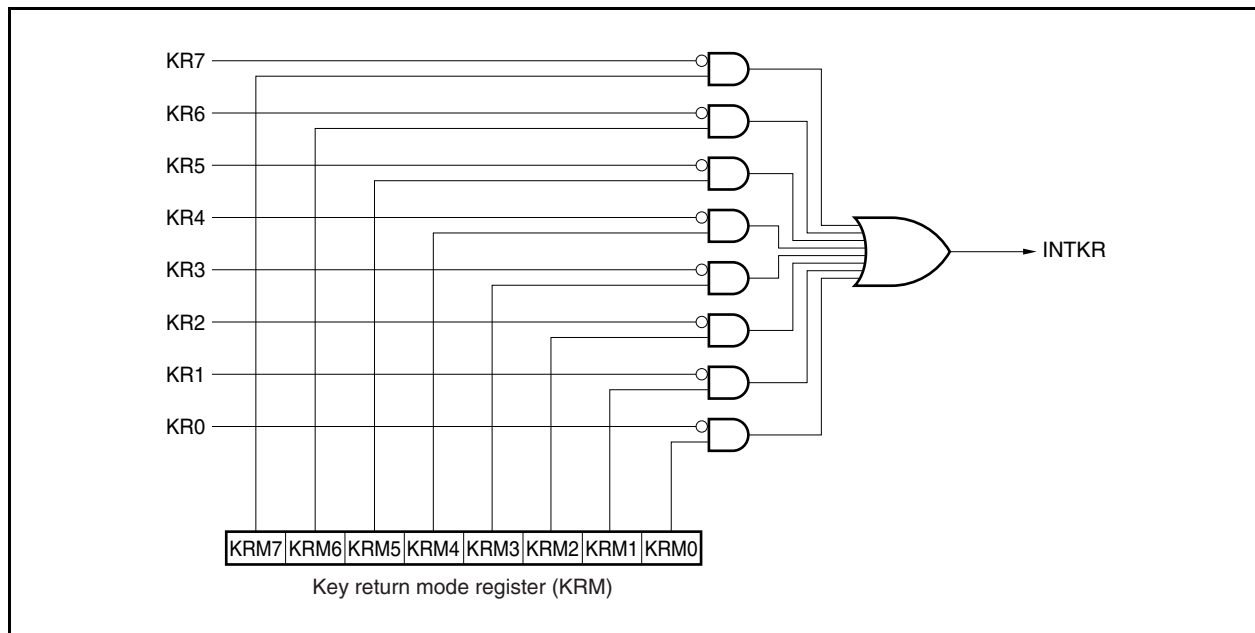 KR7
KR6
KR5
KR4
KR3
KR2
KR1
KR0
INTKR
KRM7 KRM6 KRM5 KRM4 KRM3 KRM2 KRM1 KRM0
Key return mode register (KRM)